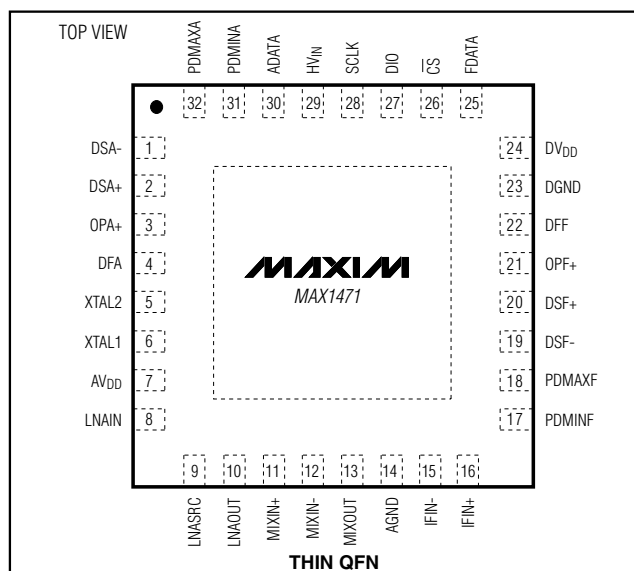 TOP VIEW
PDMAXA
PDMINA
ADATA
HVIN
SCLK
DIO
CS
FDATA
32 31 30 29 28 27 26 25
DSA- 1
DSA+ 2
OPA+ 3
DFA 4
XTAL2 5
XTAL1 6
AVDD 7
LNAIN 8
MAXIM
MAX1471
24 DVDD
23 DGND
22 DFF
21 OPF+
20 DSF+
19 DSF-
18 PDMAXF
17 PDMINF
9 10 11 12 13 14 15 16
LNASRC
LNAOUT
MIXIN+
MIXIN-
MIXOUT
AGND
IFIN-
IFIN+
THIN QFN